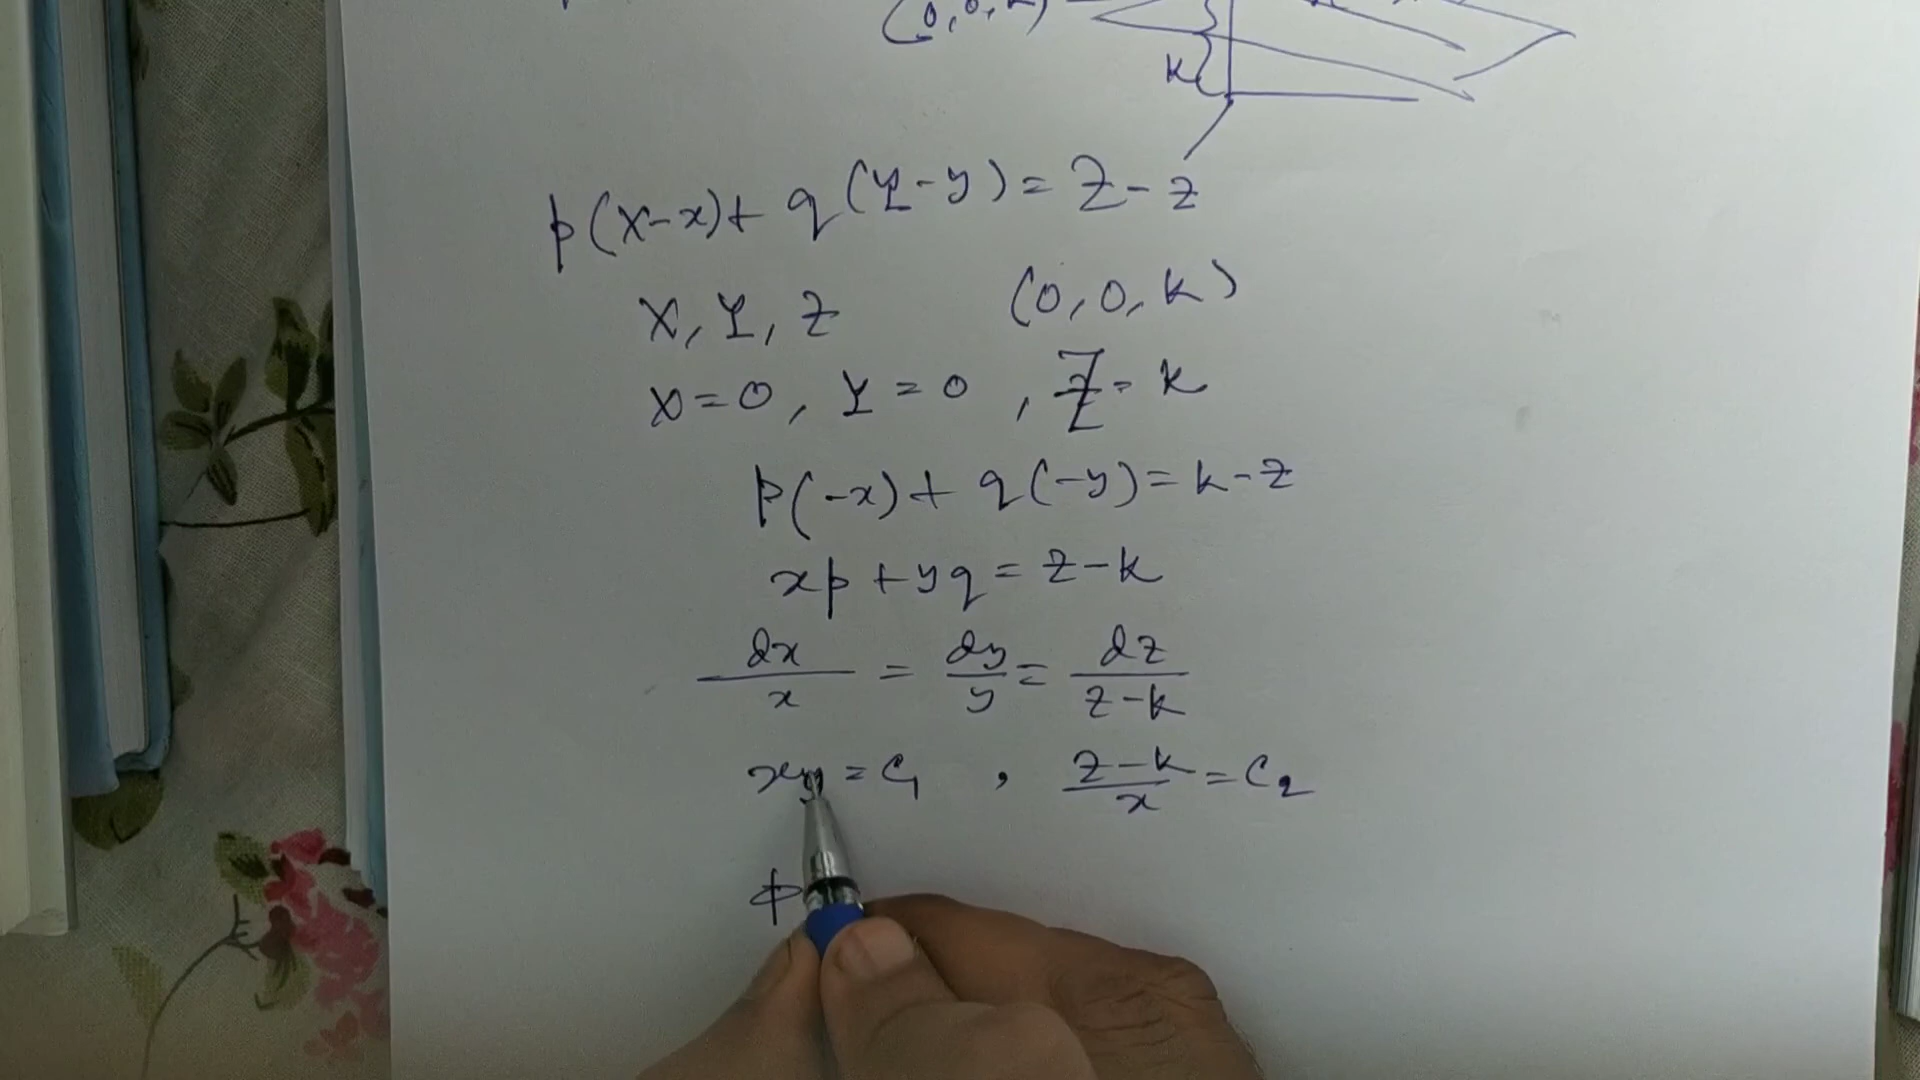 (0,0,k)
k
p(X-x)+ q(Y-y)= Z-z
X, Y, Z (0,0,k)
X=0, Y=0, Z=k
p(-x)+ q(-y)= k-z
xp+yq= z-k
dx/x = dy/y = dz/z-k
xy = C1 , z-k/x = C2
φ